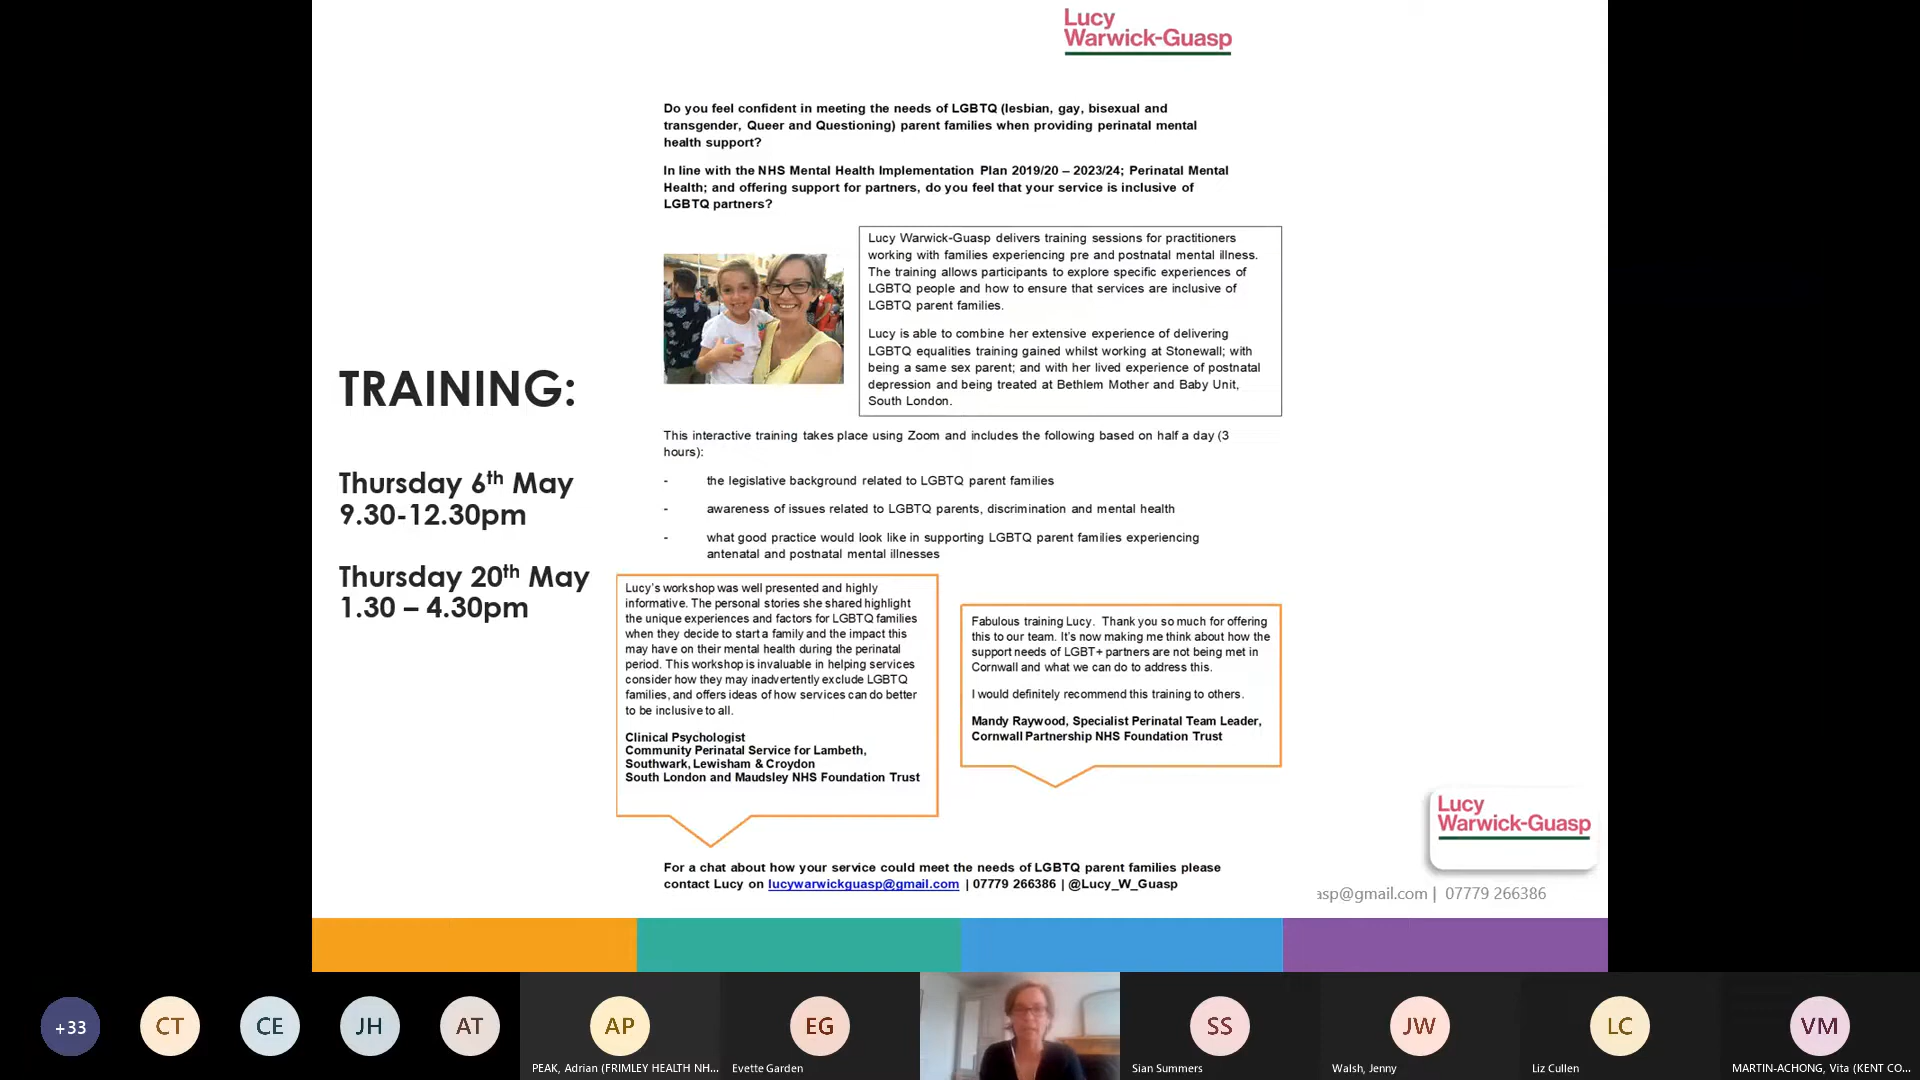 Lucy
Warwick-Guasp
Do you feel confident in meeting the needs of LGBTQ (lesbian, gay, bisexual and
transgender, Queer and Questioning) parent families when providing perinatal mental
health support?
In line with the NHS Mental Health Implementation Plan 2019/20 – 2023/24; Perinatal Mental
Health; and offering support for partners, do you feel that your service is inclusive of
LGBTQ partners?
Lucy Warwick-Guasp delivers training sessions for practitioners
working with families experiencing pre and postnatal mental illness.
The training allows participants to explore specific experiences of
LGBTQ people and how to ensure that services are inclusive of
LGBTQ parent families.
Lucy is able to combine her extensive experience of delivering
LGBTQ equalities training gained whilst working at Stonewall; with
being a same sex parent; and with her lived experience of postnatal
depression and being treated at Bethlem Mother and Baby Unit,
South London.
TRAINING:
Thursday 6th May
9.30-12.30pm
Thursday 20th May
1.30 – 4.30pm
This interactive training takes place using Zoom and includes the following based on half a day (3
hours):
- the legislative background related to LGBTQ parent families
- awareness of issues related to LGBTQ parents, discrimination and mental health
- what good practice would look like in supporting LGBTQ parent families experiencing
antenatal and postnatal mental illnesses
Lucy's workshop was well presented and highly
informative. The personal stories she shared highlight
the unique experiences and factors for LGBTQ families
when they decide to start a family and the impact this
may have on their mental health during the perinatal
period. This workshop is invaluable in helping services
consider how they may inadvertently exclude LGBTQ
families, and offers ideas of how services can do better
to be inclusive to all.
Clinical Psychologist
Community Perinatal Service for Lambeth,
Southwark, Lewisham & Croydon
South London and Maudsley NHS Foundation Trust
Fabulous training Lucy. Thank you so much for offering
this to our team. It's now making me think about how the
support needs of LGBT+ partners are not being met in
Cornwall and what we can do to address this.
I would definitely recommend this training to others.
Mandy Raywood, Specialist Perinatal Team Leader,
Cornwall Partnership NHS Foundation Trust
Lucy
Warwick-Guasp
For a chat about how your service could meet the needs of LGBTQ parent families please
contact Lucy on lucywarwickguasp@gmail.com | 07779 266386 | @Lucy_W_Guasp
asp@gmail.com | 07779 266386
+33
CT
CE
JH
AT
AP
EG
SS
JW
LC
VM
PEAK, Adrian (FRIMLEY HEALTH NH...
Evette Garden
Sian Summers
Walsh, Jenny
Liz Cullen
MARTIN-ACHONG, Vita (KENT CO...